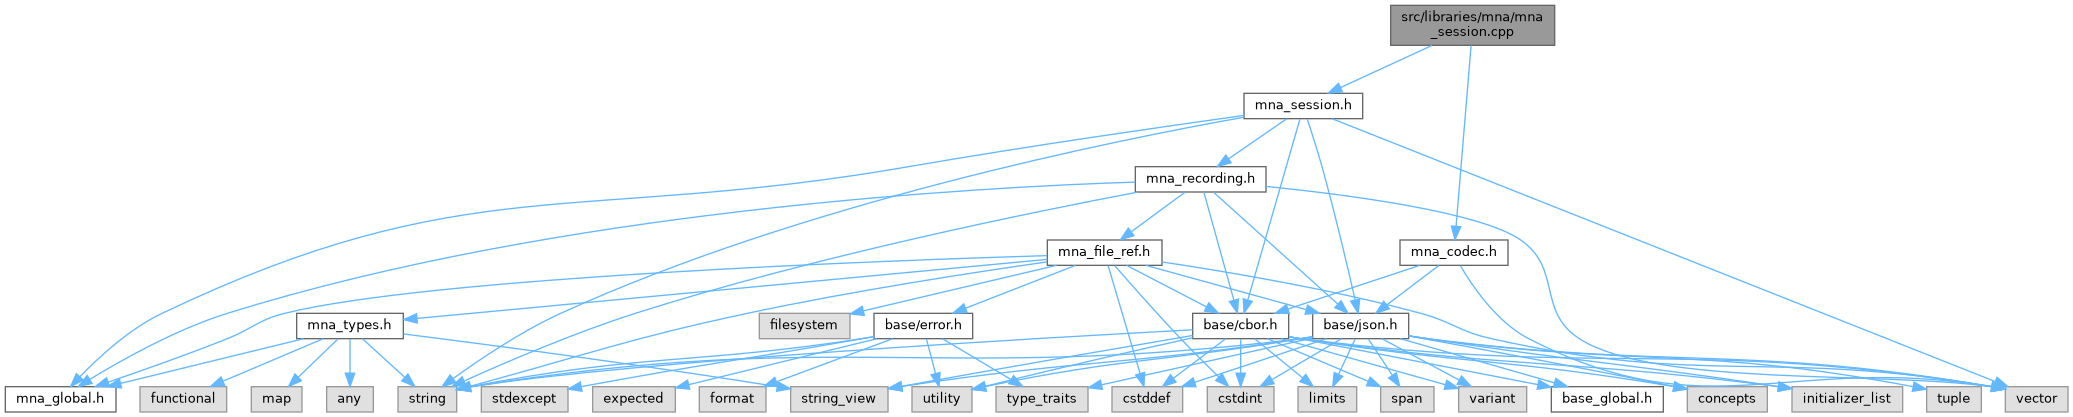 src/libraries/mna/mna
_session.cpp
mna_session.h
mna_recording.h
mna_file_ref.h
mna_codec.h
mna_types.h
filesystem
base/error.h
base/cbor.h
base/json.h
mna_global.h
functional
map
any
string
stdexcept
expected
format
string_view
utility
type_traits
cstddef
cstdint
limits
span
variant
base_global.h
concepts
initializer_list
tuple
vector